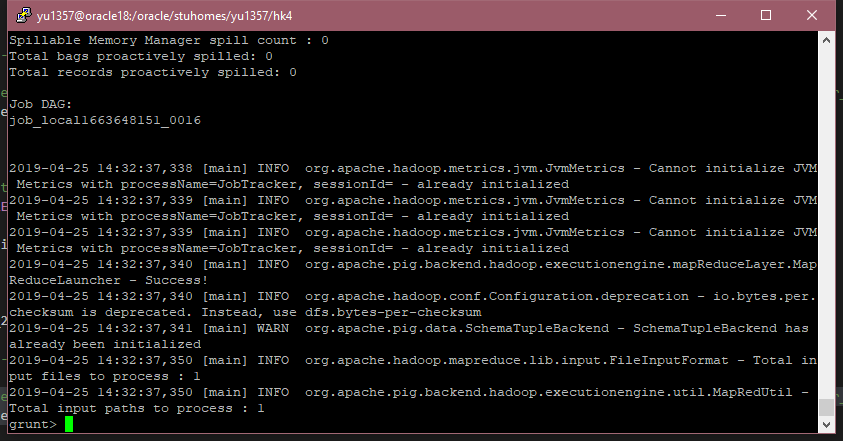 yu1357@oracle18:/oracle/stuhomes/yu1357/hk4
Spillable Memory Manager spill count : 0
Total bags proactively spilled: 0
Total records proactively spilled: 0
Job DAG:
job_local1663648151_0016
2019-04-25 14:32:37,338 [main] INFO  org.apache.hadoop.metrics.jvm.JvmMetrics - Cannot initialize JVM
 Metrics with processName=JobTracker, sessionId= - already initialized
2019-04-25 14:32:37,339 [main] INFO  org.apache.hadoop.metrics.jvm.JvmMetrics - Cannot initialize JVM
 Metrics with processName=JobTracker, sessionId= - already initialized
2019-04-25 14:32:37,339 [main] INFO  org.apache.hadoop.metrics.jvm.JvmMetrics - Cannot initialize JVM
 Metrics with processName=JobTracker, sessionId= - already initialized
2019-04-25 14:32:37,340 [main] INFO  org.apache.pig.backend.hadoop.executionengine.mapReduceLayer.Map
ReduceLauncher - Success!
2019-04-25 14:32:37,340 [main] INFO  org.apache.hadoop.conf.Configuration.deprecation - io.bytes.per.
checksum is deprecated. Instead, use dfs.bytes-per-checksum
2019-04-25 14:32:37,341 [main] WARN  org.apache.pig.data.SchemaTupleBackend - SchemaTupleBackend has
already been initialized
2019-04-25 14:32:37,350 [main] INFO  org.apache.hadoop.mapreduce.lib.input.FileInputFormat - Total in
put files to process : 1
2019-04-25 14:32:37,350 [main] INFO  org.apache.pig.backend.hadoop.executionengine.util.MapRedUtil -
Total input paths to process : 1
grunt>